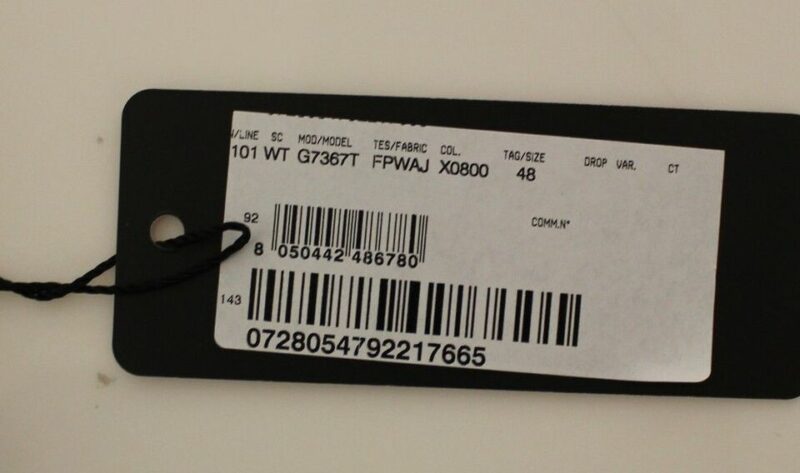 /LINE SC MOD/MODEL TES/FABRIC COL. TAG/SIZE DROP VAR. CT
101 WT G7367T FPWAJ X0800 48
COMM.N°
92
8 050442 486780
143
0728054792217665